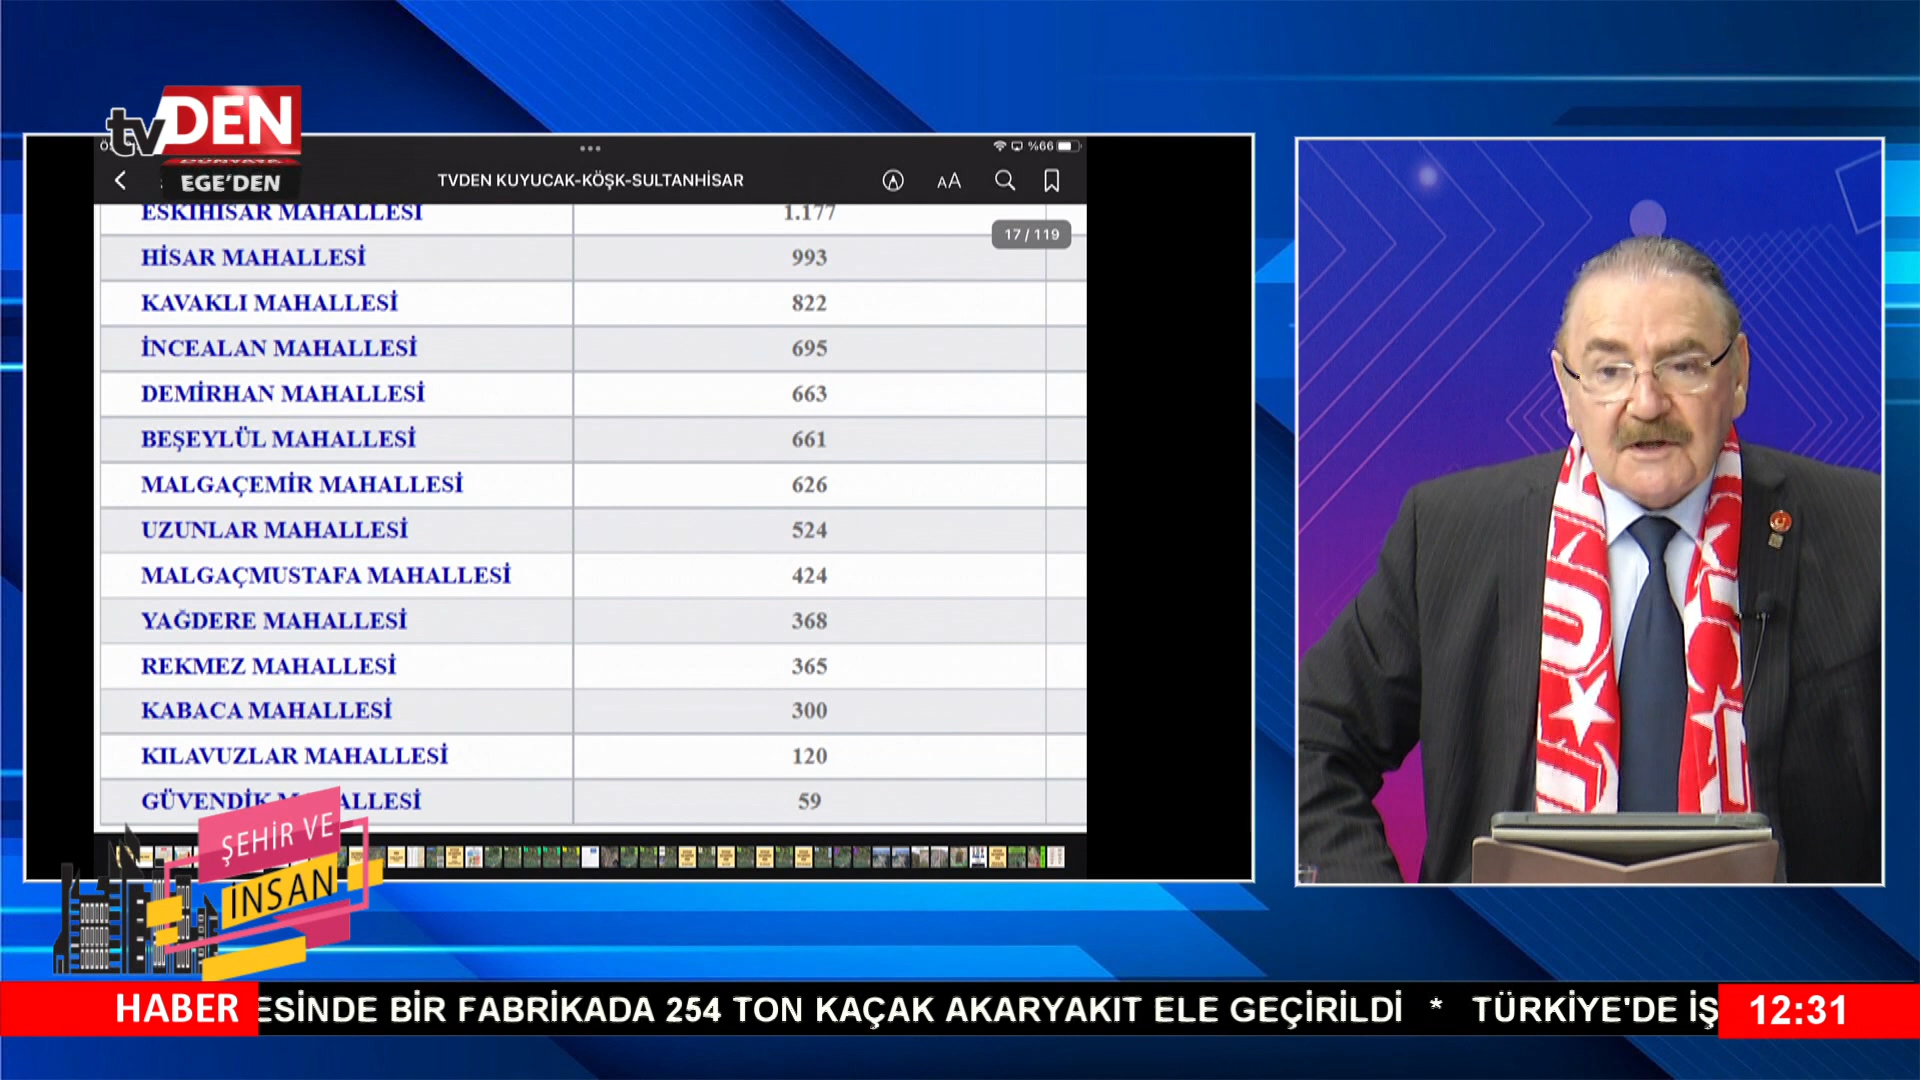 tvDEN
EGE'DEN
%66
TVDEN KUYUCAK-KÖŞK-SULTANHİSAR
AA
17 / 119
ESKİHİSAR MAHALLESİ 1.177
HİSAR MAHALLESİ 993
KAVAKLI MAHALLESİ 822
İNCEALAN MAHALLESİ 695
DEMİRHAN MAHALLESİ 663
BEŞEYLÜL MAHALLESİ 661
MALGAÇEMİR MAHALLESİ 626
UZUNLAR MAHALLESİ 524
MALGAÇMUSTAFA MAHALLESİ 424
YAĞDERE MAHALLESİ 368
REKMEZ MAHALLESİ 365
KABACA MAHALLESİ 300
KILAVUZLAR MAHALLESİ 120
GÜVENDİK ALLESİ 59
ŞEHİR VE
İNSAN
HABER ESİNDE BİR FABRİKADA 254 TON KAÇAK AKARYAKIT ELE GEÇİRİLDİ * TÜRKİYE'DE İŞ 12:31